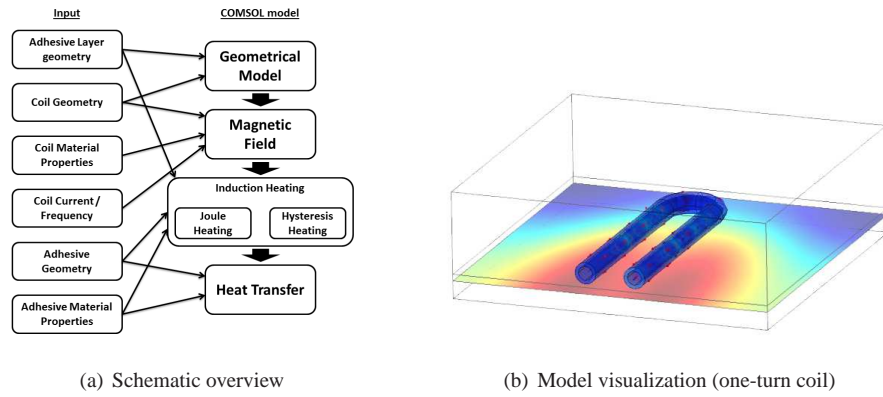 Input
COMSOL model
Adhesive Layer
geometry
Coil Geometry
Coil Material
Properties
Coil Current /
Frequency
Adhesive
Geometry
Adhesive Material
Properties
Geometrical
Model
Magnetic
Field
Induction Heating
Joule
Heating
Hysteresis
Heating
Heat Transfer
(a) Schematic overview
(b) Model visualization (one-turn coil)